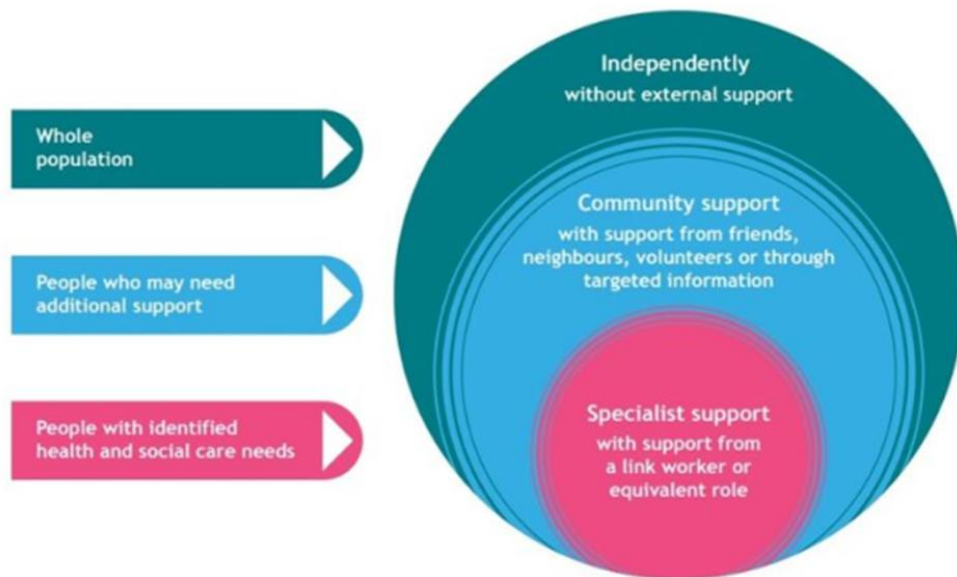 Whole
population
People who may need
additional support
People with identified
health and social care needs
Independently
without external support
Community support
with support from friends,
neighbours, volunteers or through
targeted information
Specialist support
with support from
a link worker or
equivalent role